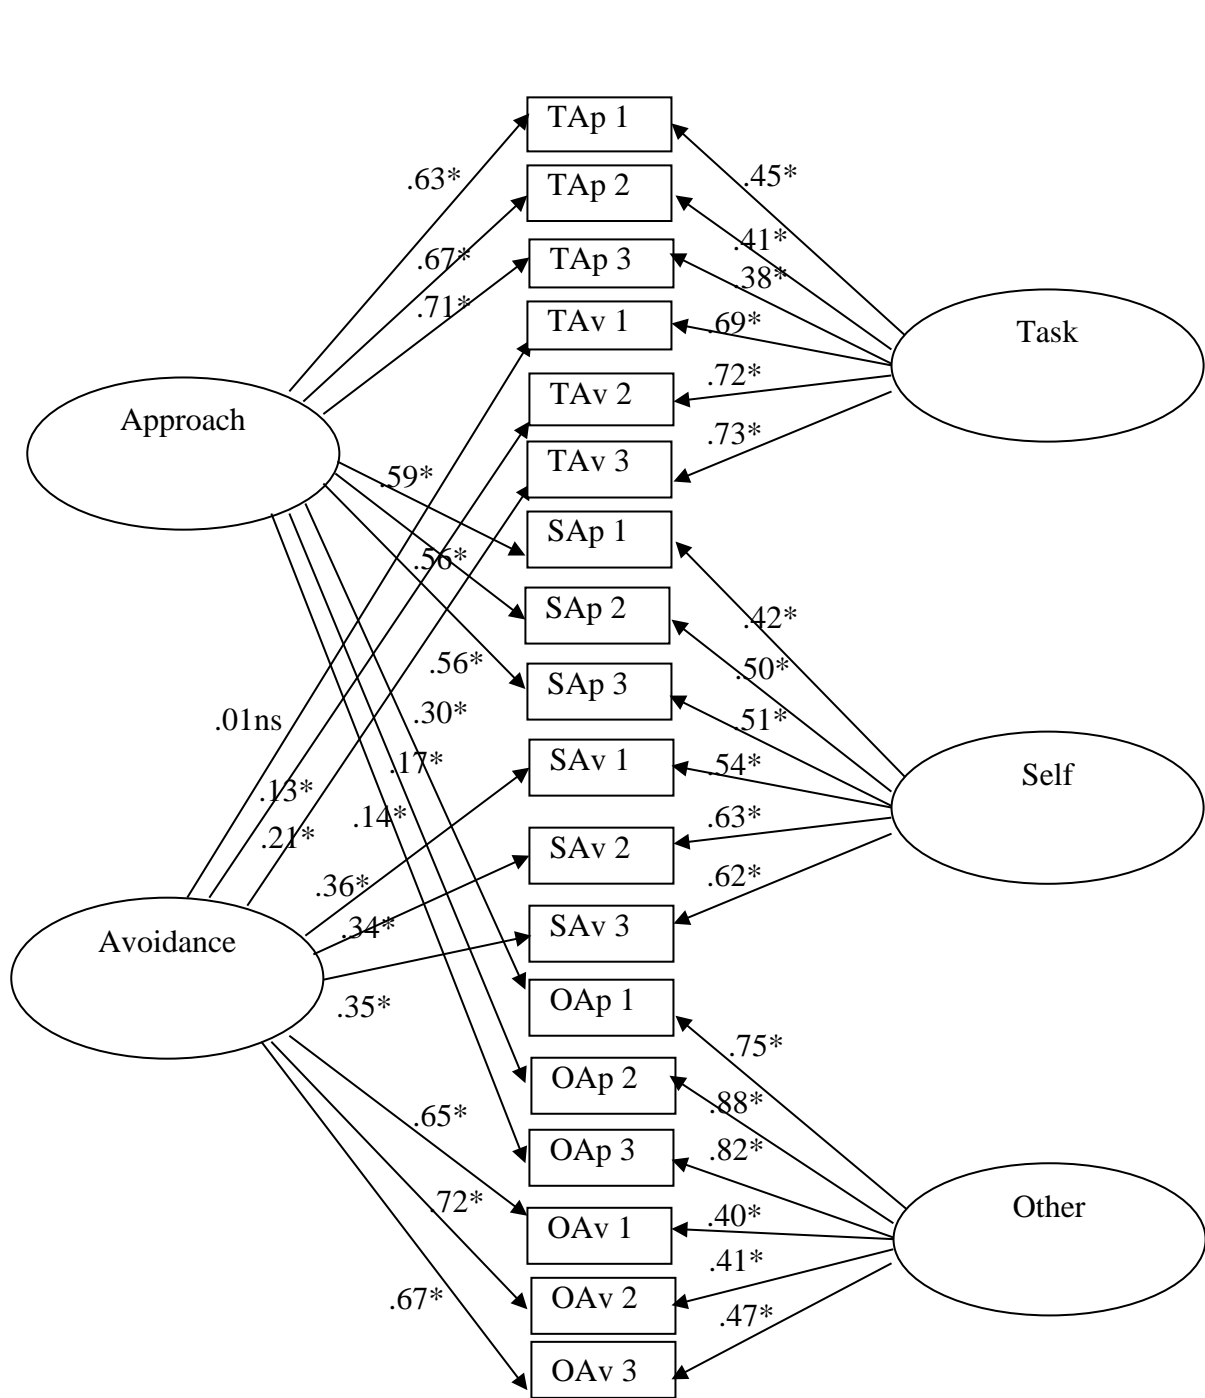 TAp 1
.63*
.45*
TAp 2
.67*
.41*
TAp 3
.71*
.38*
TAv 1
.69*
Task
.72*
TAv 2
Approach
.73*
TAv 3
.59*
SAp 1
.56*
SAp 2
.42*
.56*
.50*
SAp 3
.01ns
.30*
.51*
.17*
SAv 1
.54*
Self
.13*
.14*
.63*
.21*
SAv 2
.36*
.62*
.34*
SAv 3
Avoidance
.35*
OAp 1
.75*
OAp 2
.88*
.65*
.82*
OAp 3
.72*
OAv 1
.40*
Other
.41*
.67*
OAv 2
.47*
OAv 3